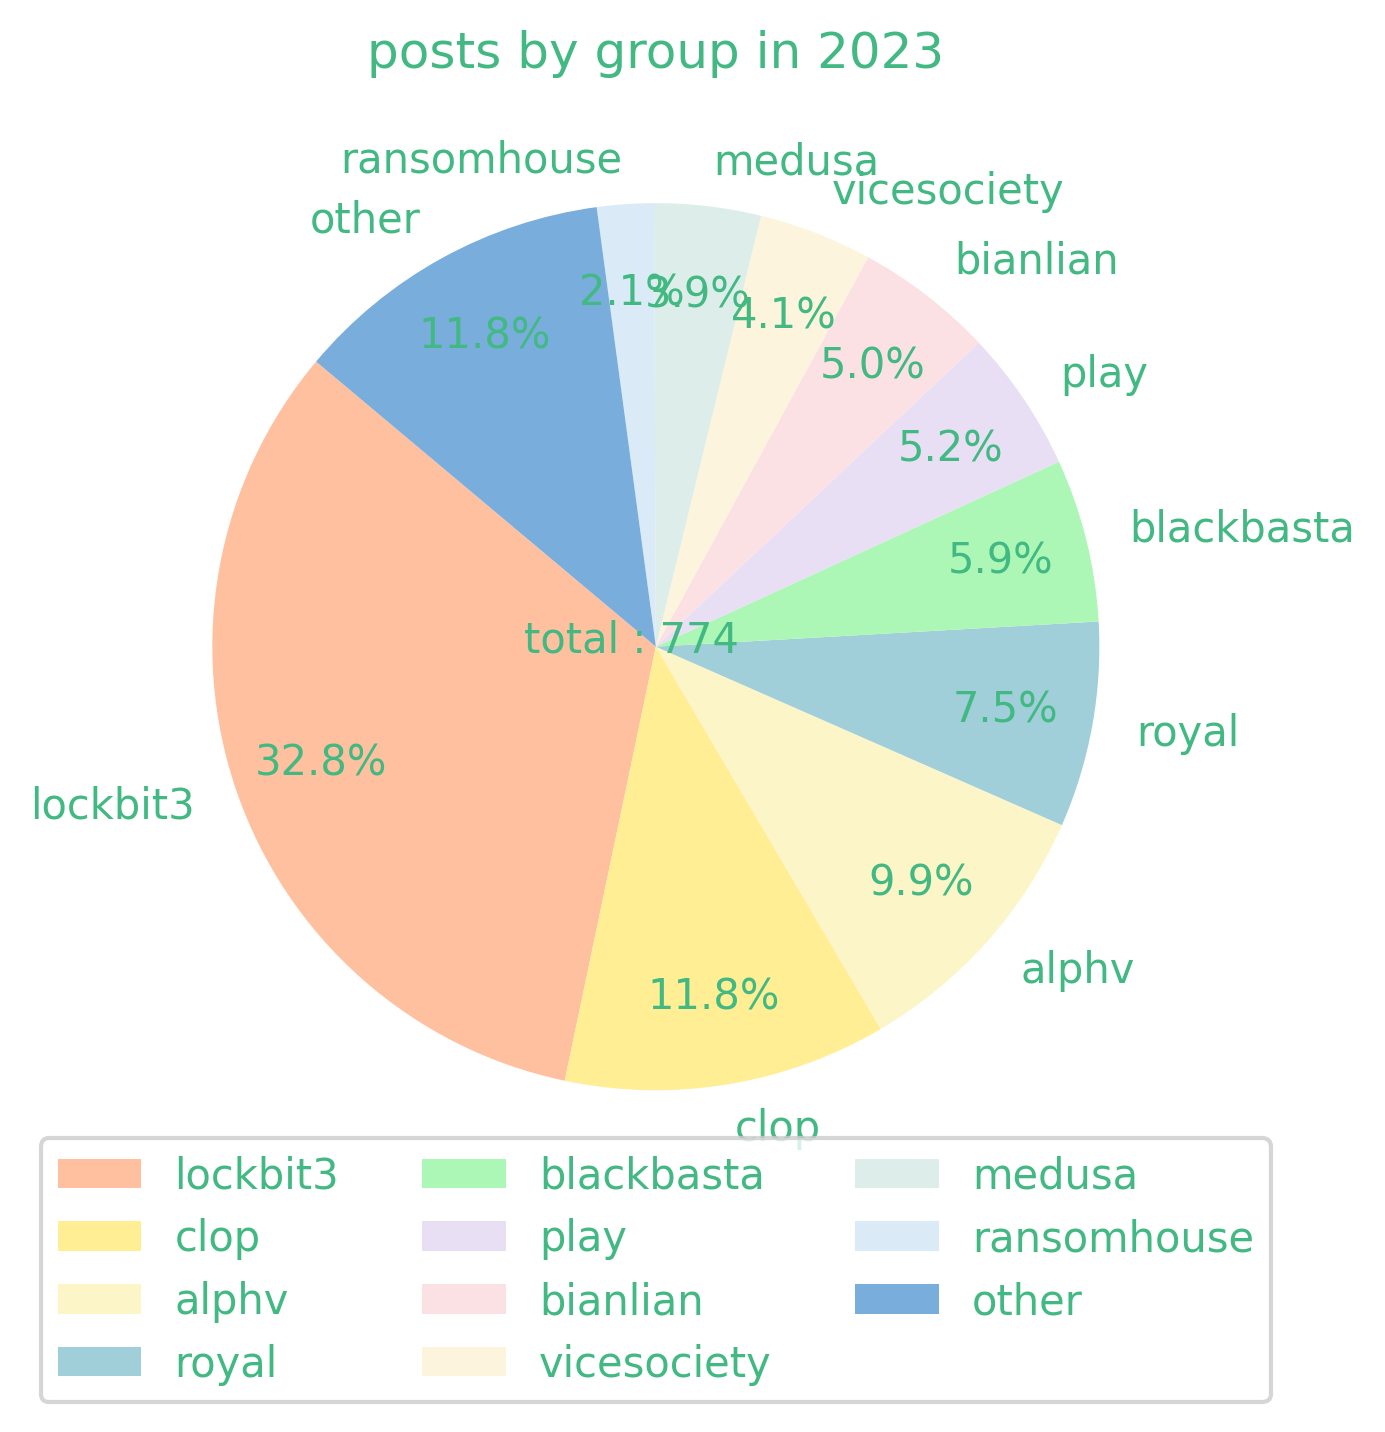 posts by group in 2023
ransomhouse
medusa
vicesociety
other
bianlian
2.1%
3.9%
4.1%
11.8%
5.0%
play
5.2%
blackbasta
5.9%
total : 774
7.5%
royal
32.8%
lockbit3
9.9%
alphv
11.8%
clop
lockbit3
blackbasta
medusa
clop
play
ransomhouse
alphv
bianlian
other
royal
vicesociety